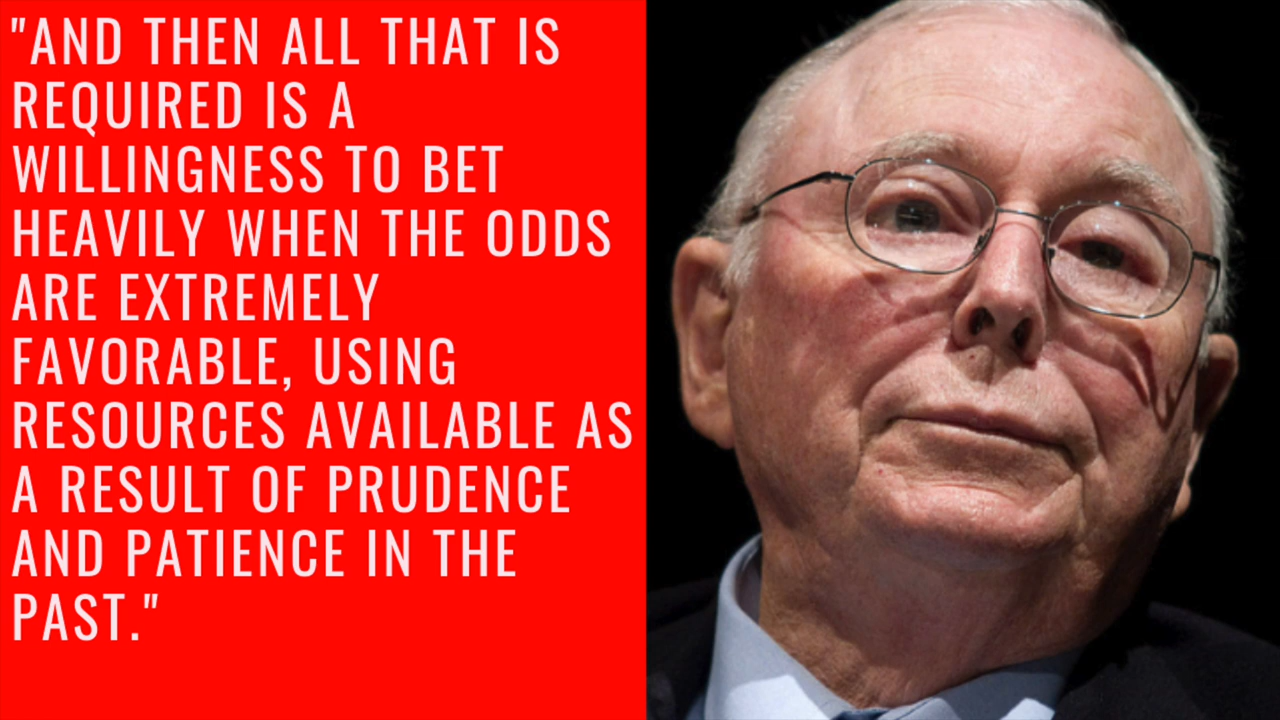 "AND THEN ALL THAT IS
REQUIRED IS A
WILLINGNESS TO BET
HEAVILY WHEN THE ODDS
ARE EXTREMELY
FAVORABLE, USING
RESOURCES AVAILABLE AS
A RESULT OF PRUDENCE
AND PATIENCE IN THE
PAST."